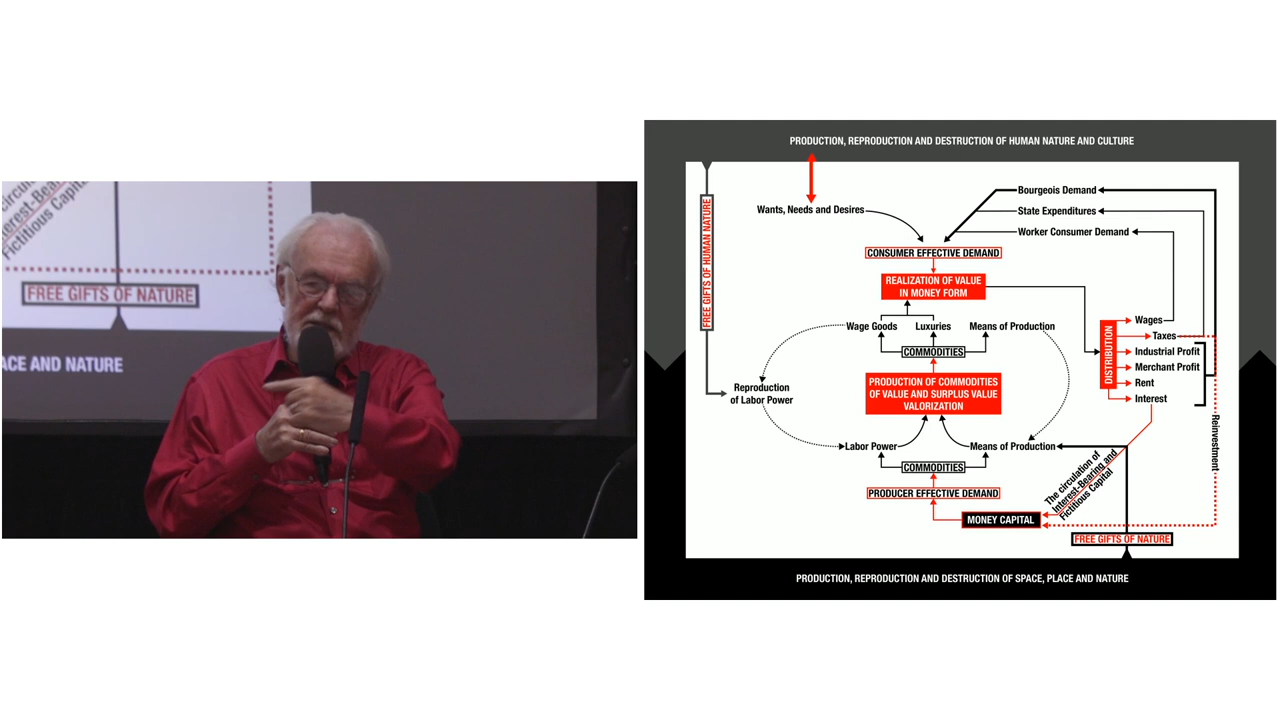 Circul
Interest-Bear
Fictitious Capit
FREE GIFTS OF NATURE
ACE AND NATURE
PRODUCTION, REPRODUCTION AND DESTRUCTION OF HUMAN NATURE AND CULTURE
FREE GIFTS OF HUMAN NATURE
Wants, Needs and Desires
Bourgeois Demand
State Expenditures
Worker Consumer Demand
CONSUMER EFFECTIVE DEMAND
REALIZATION OF VALUE
IN MONEY FORM
Wage Goods
Luxuries
Means of Production
COMMODITIES
PRODUCTION OF COMMODITIES
OF VALUE AND SURPLUS VALUE
VALORIZATION
Reproduction
of Labor Power
Labor Power
Means of Production
COMMODITIES
PRODUCER EFFECTIVE DEMAND
MONEY CAPITAL
DISTRIBUTION
Wages
Taxes
Industrial Profit
Merchant Profit
Rent
Interest
Reinvestment
The circulation of
Interest-Bearing and
Fictitious Capital
FREE GIFTS OF NATURE
PRODUCTION, REPRODUCTION AND DESTRUCTION OF SPACE, PLACE AND NATURE